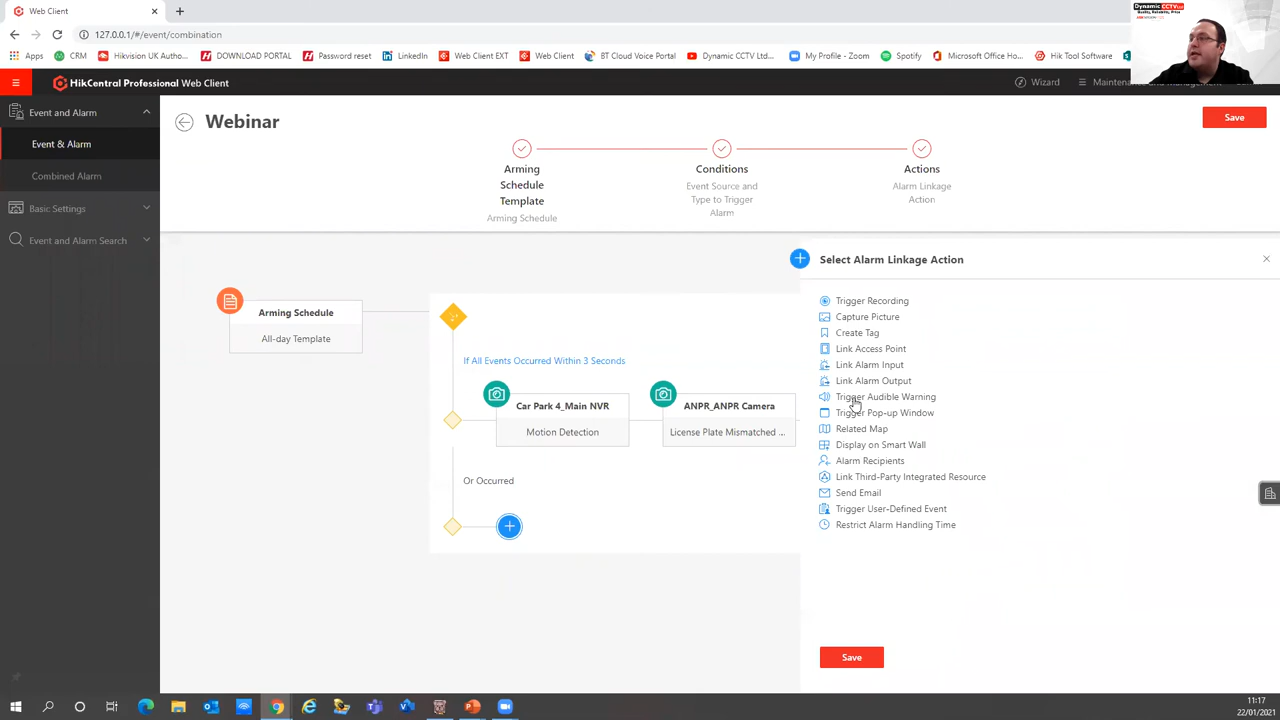 Web Client
127.0.0.1/#/event/combination
Apps
CRM
Hikvision UK Autho...
DOWNLOAD PORTAL
Password reset
LinkedIn
Web Client EXT
Web Client
BT Cloud Voice Portal
Dynamic CCTV Ltd...
My Profile - Zoom
Spotify
Microsoft Office Ho...
Hik Tool Software
Dynamic CCTV Ltd
Quality, Reliability, Price
HikCentral Professional Web Client
Wizard
Event and Alarm
Event & Alarm
Combined Alarm
Basic Settings
Event and Alarm Search
Webinar
Save
Arming
Schedule
Template
Arming Schedule
Conditions
Event Source and
Type to Trigger
Alarm
Actions
Alarm Linkage
Action
Arming Schedule
All-day Template
If All Events Occurred Within 3 Seconds
Car Park 4_Main NVR
Motion Detection
ANPR_ANPR Camera
License Plate Mismatched ...
Or Occurred
Select Alarm Linkage Action
Trigger Recording
Capture Picture
Create Tag
Link Access Point
Link Alarm Input
Link Alarm Output
Trigger Audible Warning
Trigger Pop-up Window
Related Map
Display on Smart Wall
Alarm Recipients
Link Third-Party Integrated Resource
Send Email
Trigger User-Defined Event
Restrict Alarm Handling Time
Save
11:17
22/01/2021